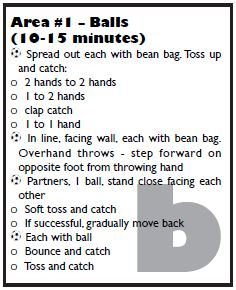 Area #1 – Balls
(10-15 minutes)
⚽ Spread out each with bean bag. Toss up
and catch:
o 2 hands to 2 hands
o 1 to 2 hands
o clap catch
o 1 to 1 hand
⚽ In line, facing wall, each with bean bag.
Overhand throws - step forward on
opposite foot from throwing hand
⚽ Partners, 1 ball, stand close facing each
other
o Soft toss and catch
o If successful, gradually move back
⚽ Each with ball
o Bounce and catch
o Toss and catch
b